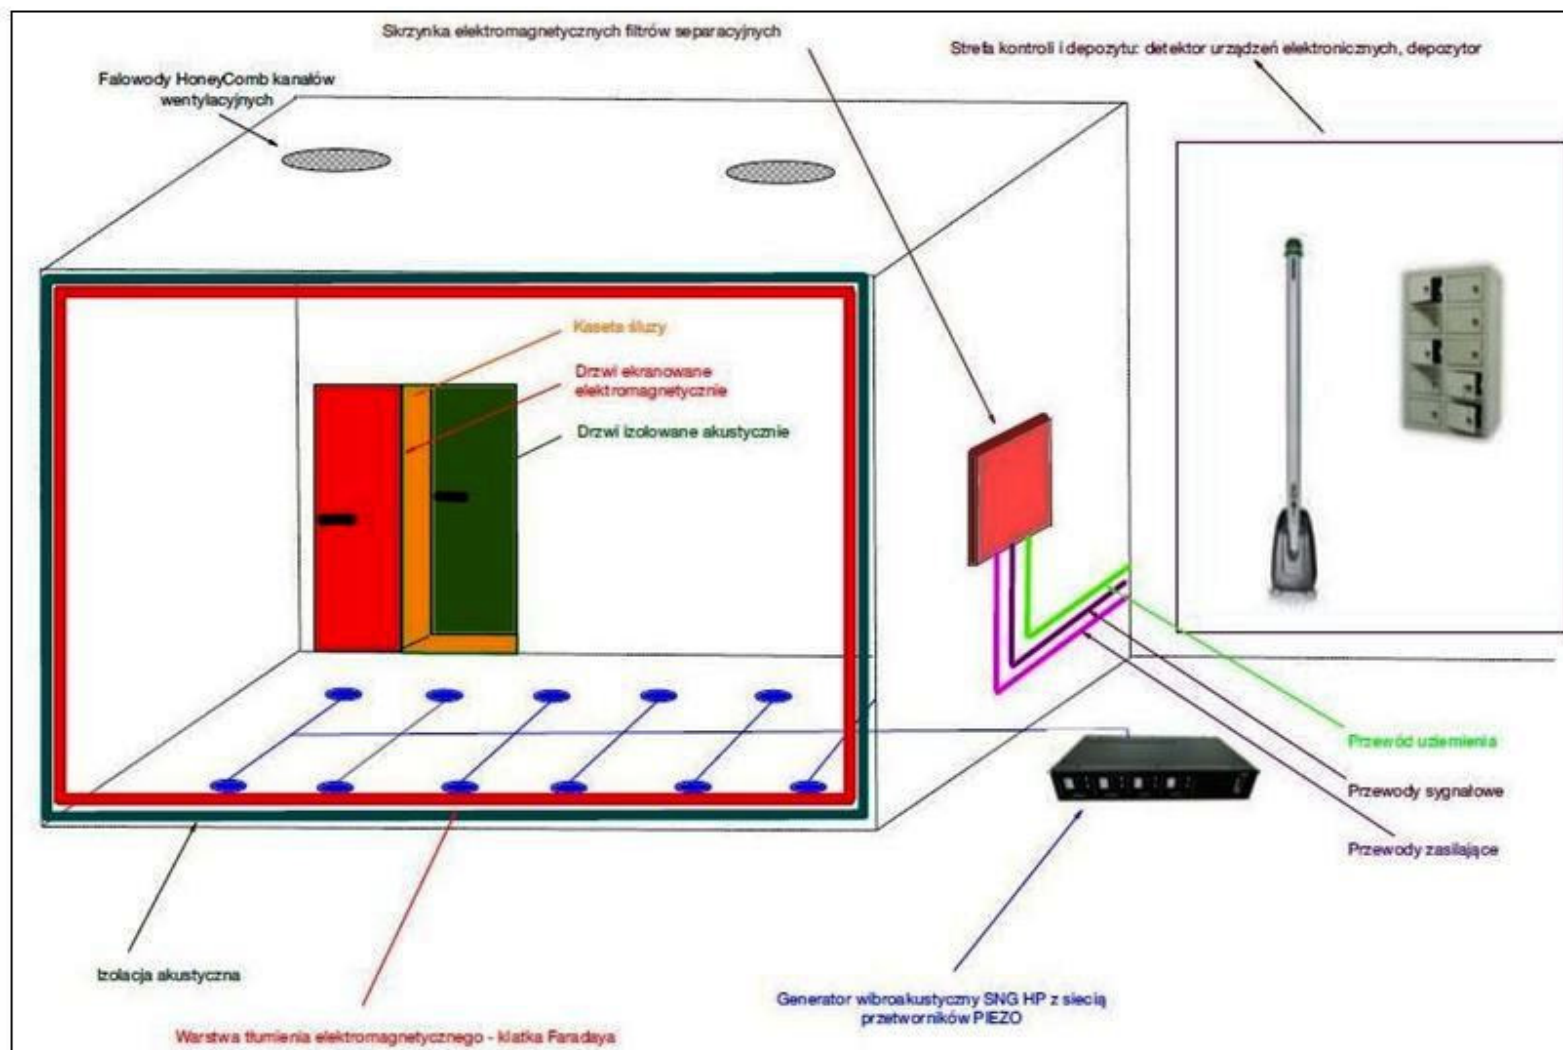 Skrzynka elektromagnetycznych filtrów separacyjnych
Strefa kontroli i depozytu: detektor urządzeń elektronicznych, depozytor
Falowody HoneyComb kanałów
wentylacyjnych
Kaseta śluzy
Drzwi ekranowane
elektromagnetycznie
Drzwi izolowane akustycznie
Przewód uziemienia
Przewody sygnałowe
Przewody zasilające
Izolacja akustyczna
Generator wibroakustyczny SNG HP z siecią
przetworników PIEZO
Warstwa tłumienia elektromagnetycznego - klatka Faradaya